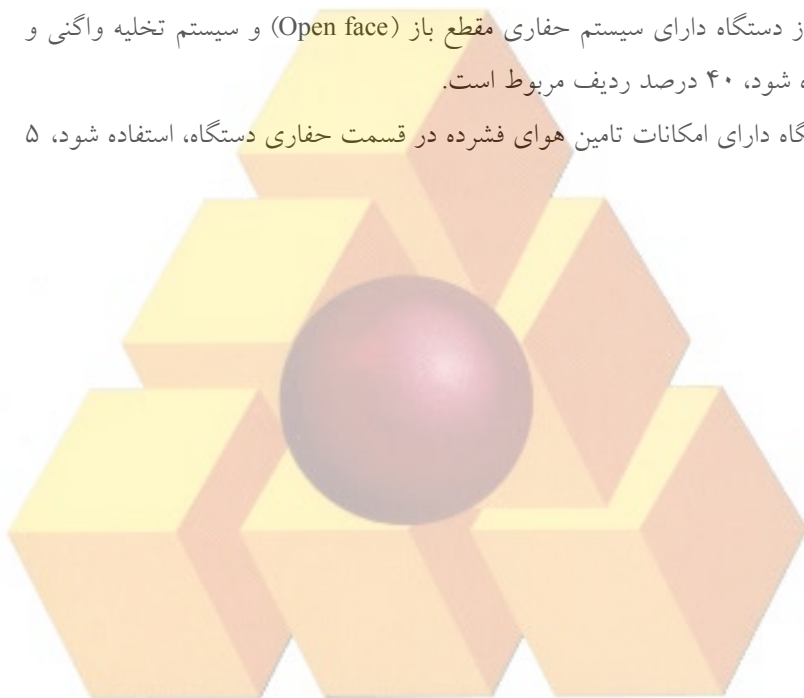 ز دستگاه دارای سیستم حفاری مقطع باز (Open face) و سیستم تخلیه واگنی و
ه شود، ۴۰ درصد ردیف مربوط است.
گاه دارای امکانات تامین هوای فشرده در قسمت حفاری دستگاه، استفاده شود، ۵